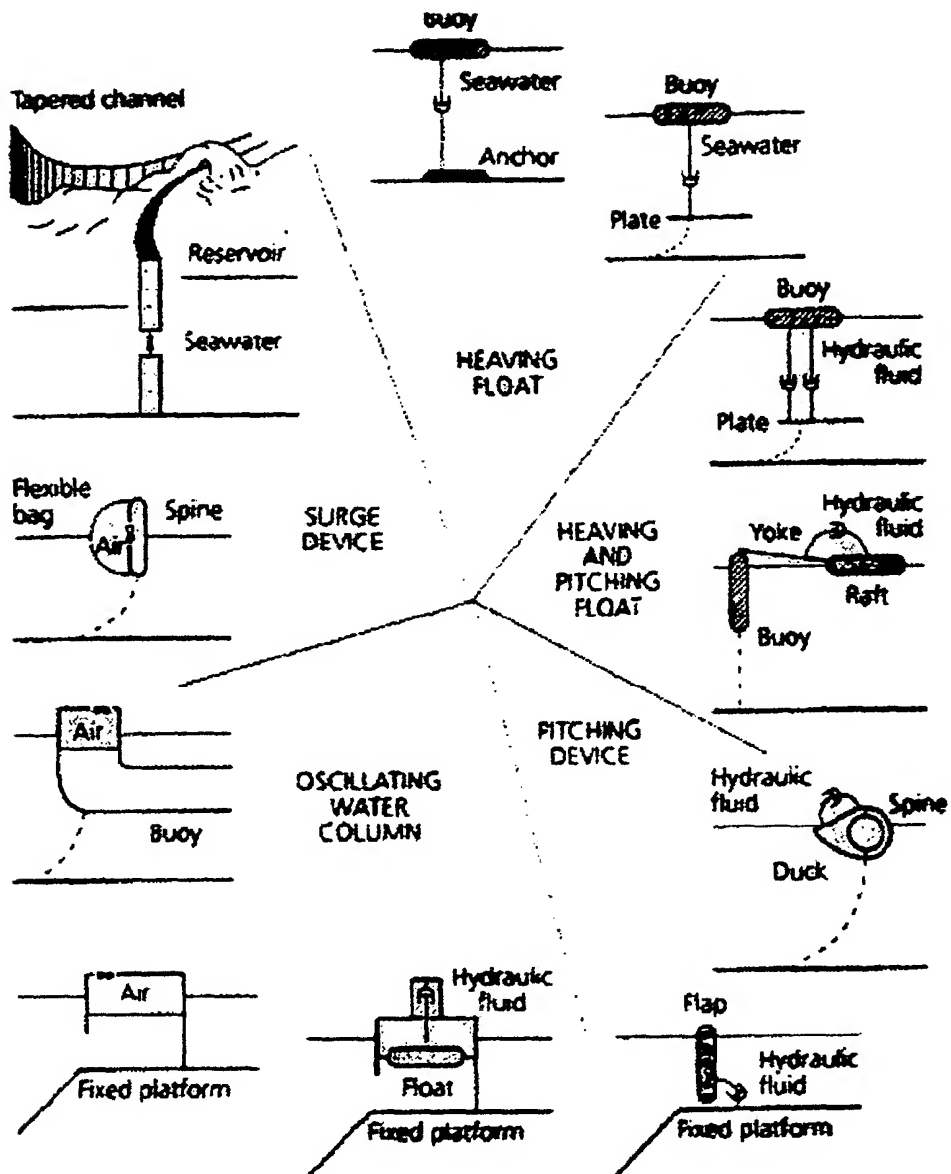 Buoy
Seawater
Anchor
Tapered channel
Reservoir
Seawater
Buoy
Seawater
Plate
HEAVING
FLOAT
Buoy
Hydraulic
fluid
Plate
Flexible
bag
Air
Spine
SURGE
DEVICE
HEAVING
AND
PITCHING
FLOAT
Yoke
Hydraulic
fluid
Raft
Buoy
Air
Buoy
OSCILLATING
WATER
COLUMN
PITCHING
DEVICE
Hydraulic
fluid
Spine
Duck
Air
Fixed platform
Hydraulic
fluid
Float
Fixed platform
Flap
Hydraulic
fluid
Fixed platform